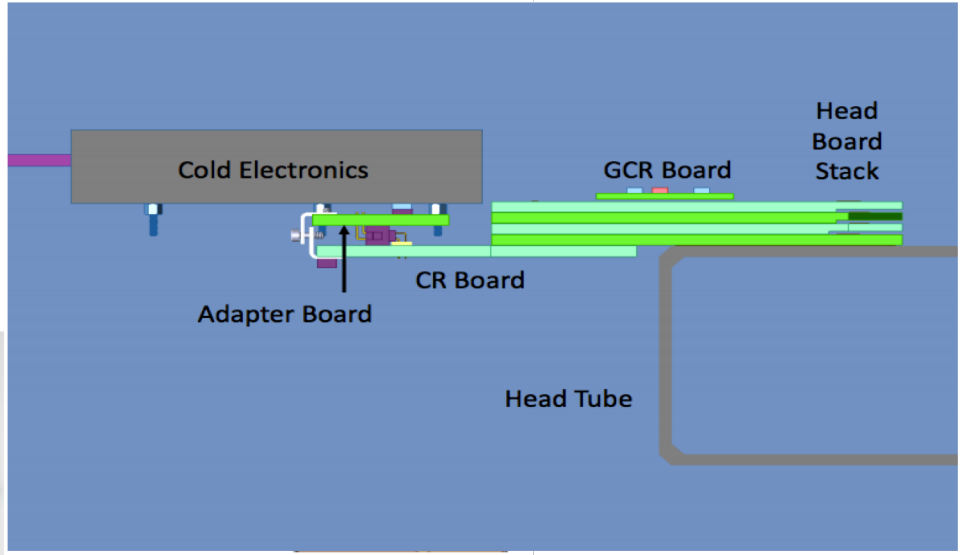 Cold Electronics
GCR Board
Head
Board
Stack
CR Board
Adapter Board
Head Tube